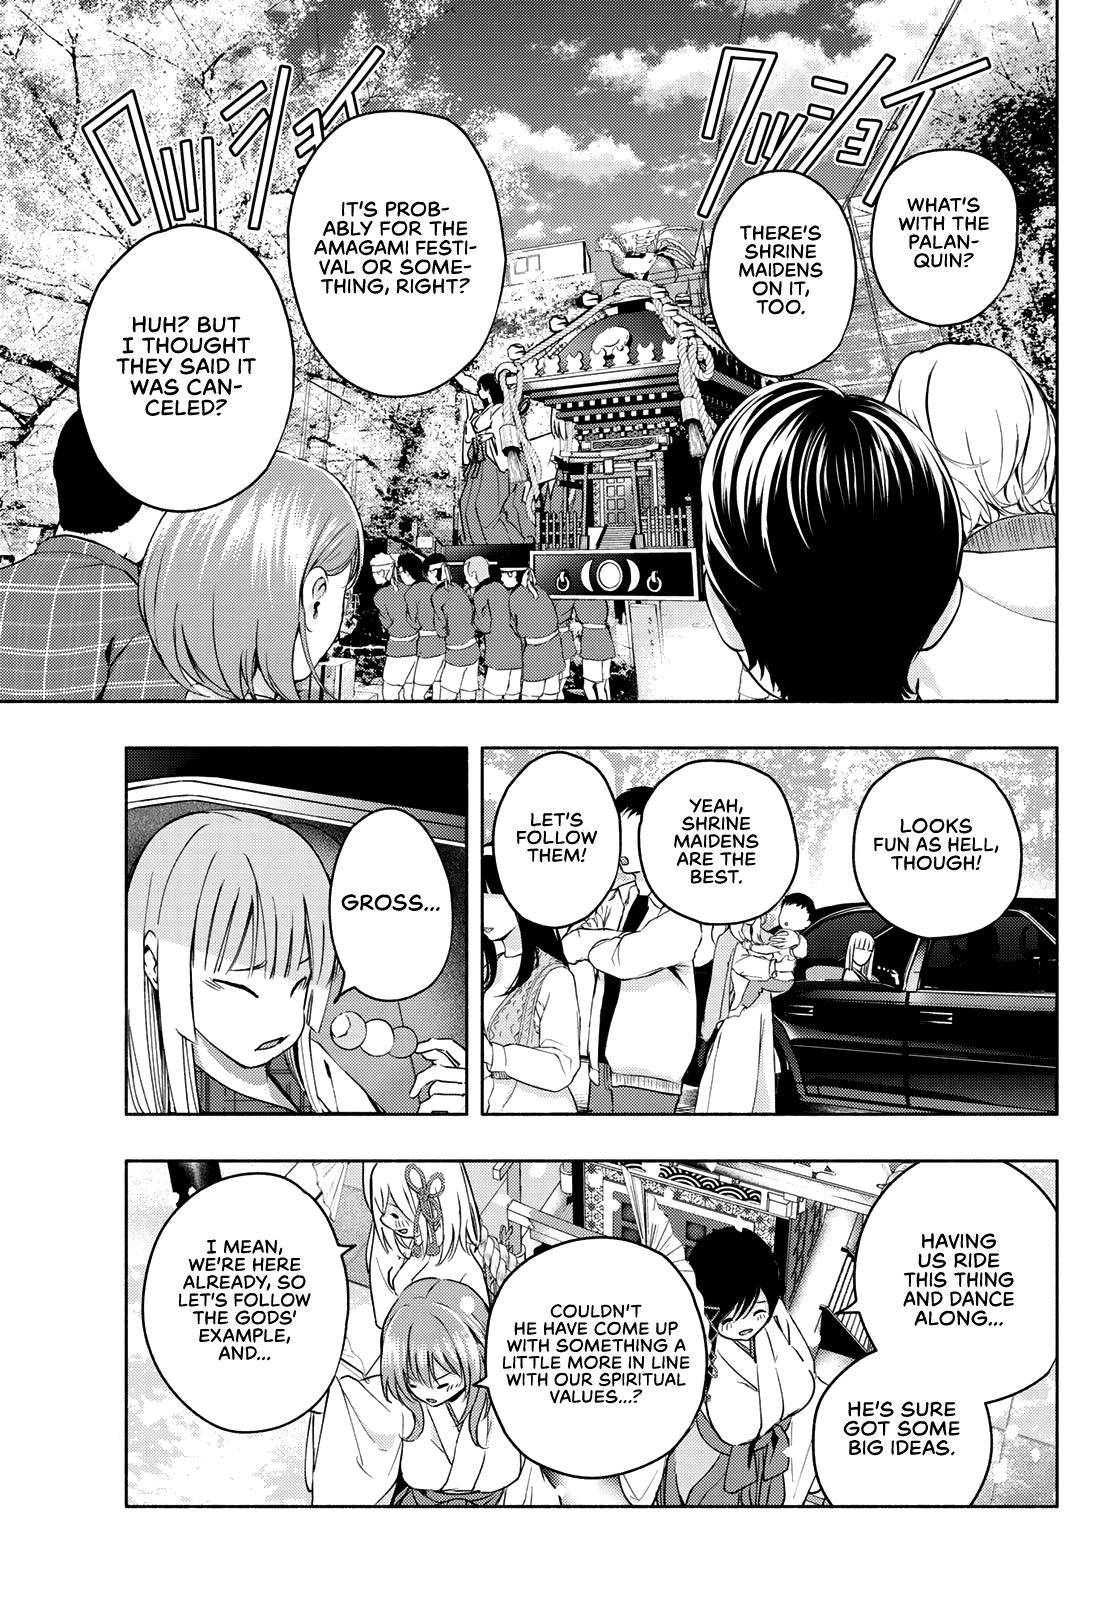 ワッショイ
WHAT'S
WITH THE
PALAN-
QUIN?
THERE'S
SHRINE
MAIDENS
ON IT,
TOO.
ワッショイ
IT'S PROB-
ABLY FOR THE
AMAGAMI FESTI-
VAL OR SOME-
THING, RIGHT?
HUH? BUT
I THOUGHT
THEY SAID IT
WAS CAN-
CELED?
LOOKS
FUN AS HELL,
THOUGH!
YEAH,
SHRINE
MAIDENS
ARE THE
BEST.
LET'S
FOLLOW
THEM!
GROSS...
HAVING
US RIDE
THIS THING
AND DANCE
ALONG...
HE'S SURE
GOT SOME
BIG IDEAS.
COULDN'T
HE HAVE COME UP
WITH SOMETHING A
LITTLE MORE IN LINE
WITH OUR SPIRITUAL
VALUES...?
I MEAN,
WE'RE HERE
ALREADY, SO
LET'S FOLLOW
THE GODS'
EXAMPLE,
AND...